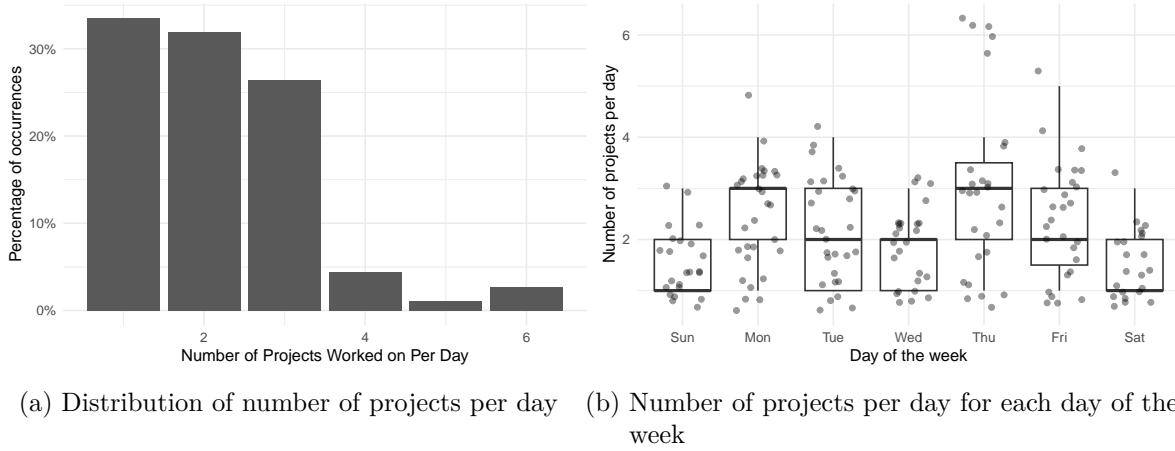 30%
20%
10%
0%
Percentage of occurrences
2
4
6
Number of Projects Worked on Per Day
(a) Distribution of number of projects per day
6
4
2
Number of projects per day
Sun Mon Tue Wed Thu Fri Sat
Day of the week
(b) Number of projects per day for each day of the
week